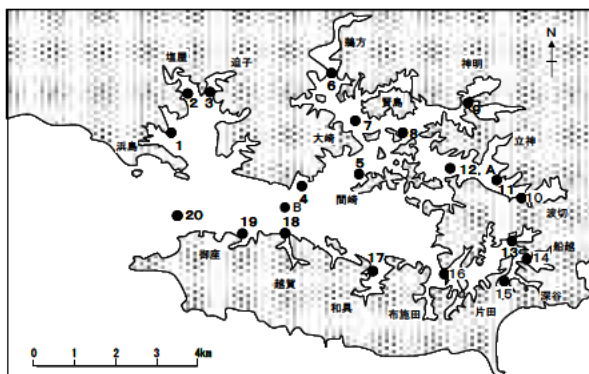 鵜方
塩屋
迫子
神明
N
6
2
3
賢島
9
大崎
7
8
立神
浜島
1
5
12, A
4
間崎
11
10
B
波切
20
19
18
13
船越
御座
14
17
16
15
越賀
深谷
和具
布施田
片田
0
1
2
3
4km